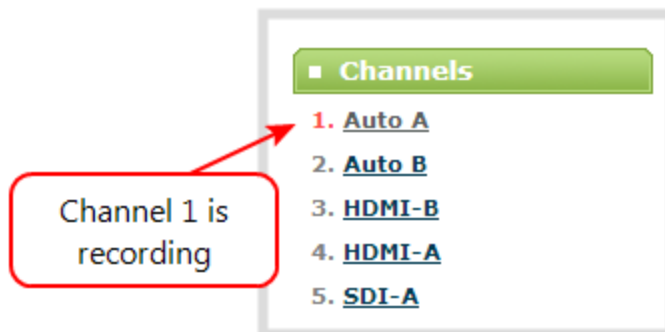 Channels
1. Auto A
2. Auto B
3. HDMI-B
4. HDMI-A
5. SDI-A
Channel 1 is
recording